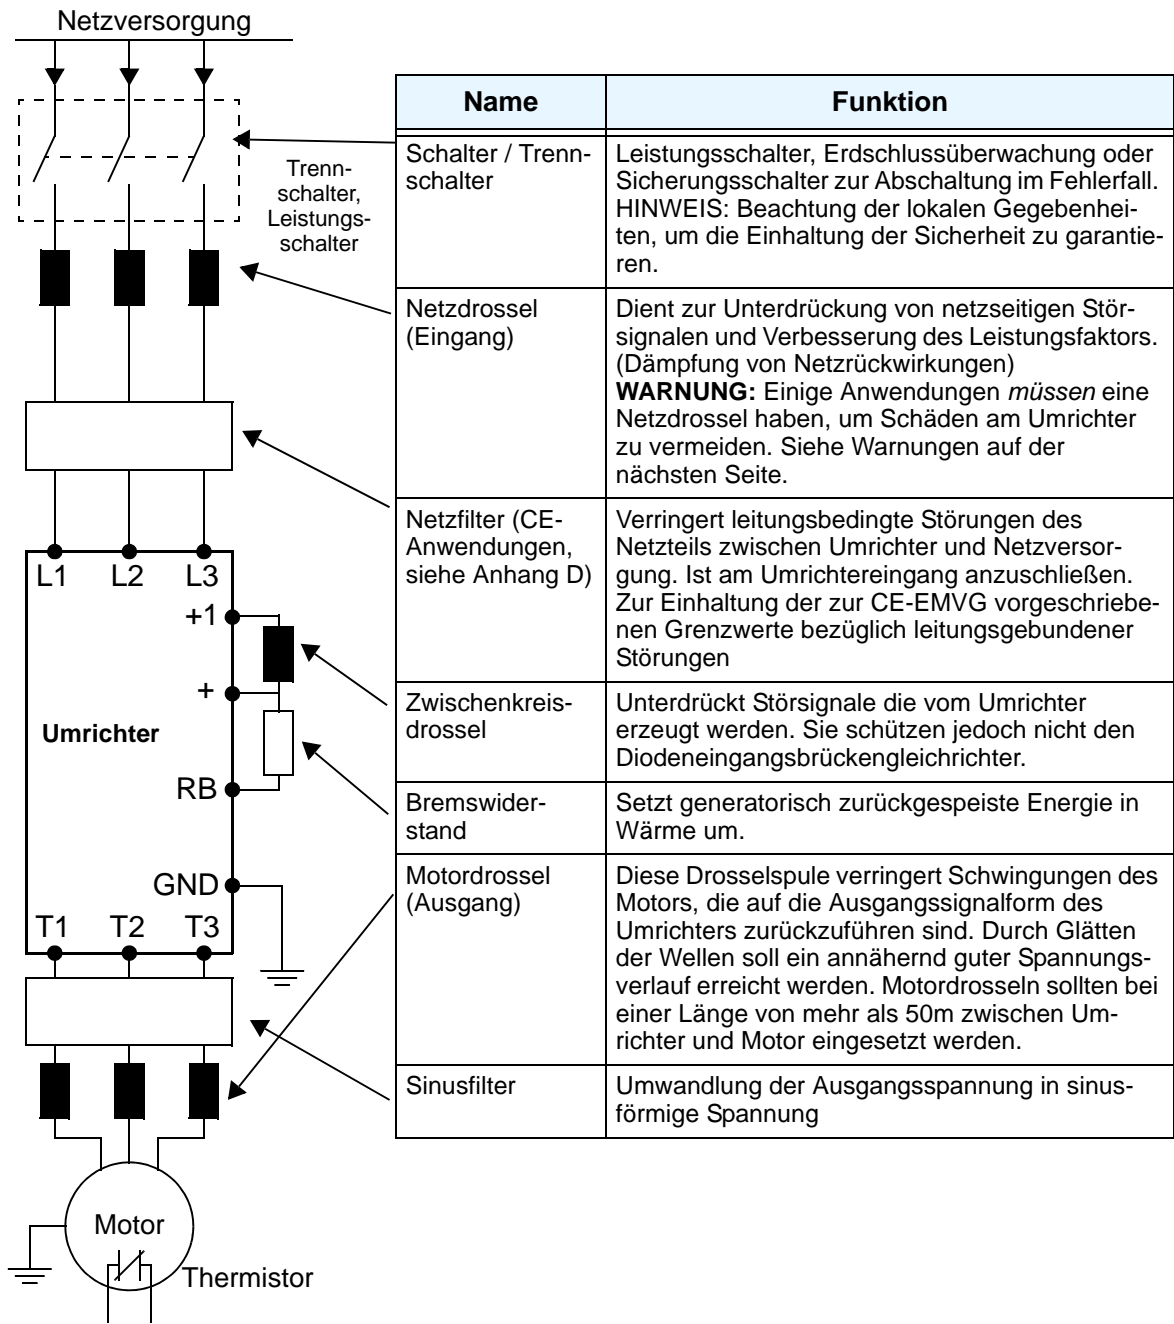 Netzversorgung
Trenn-
schalter,
Leistungs-
schalter
L1 L2 L3
+1
+
Umrichter
RB
GND
T1 T2 T3
Motor
Thermistor
Name Funktion
Schalter / Trenn-
schalter
Leistungsschalter, Erdschlussüberwachung oder
Sicherungsschalter zur Abschaltung im Fehlerfall.
HINWEIS: Beachtung der lokalen Gegebenhei-
ten, um die Einhaltung der Sicherheit zu garantie-
ren.
Netzdrossel
(Eingang)
Dient zur Unterdrückung von netzseitigen Stör-
signalen und Verbesserung des Leistungsfaktors.
(Dämpfung von Netzrückwirkungen)
WARNUNG: Einige Anwendungen müssen eine
Netzdrossel haben, um Schäden am Umrichter
zu vermeiden. Siehe Warnungen auf der
nächsten Seite.
Netzfilter (CE-
Anwendungen,
siehe Anhang D)
Verringert leitungsbedingte Störungen des
Netzteils zwischen Umrichter und Netzversor-
gung. Ist am Umrichtereingang anzuschließen.
Zur Einhaltung der zur CE-EMVG vorgeschriebe-
nen Grenzwerte bezüglich leitungsgebundener
Störungen
Zwischenkreis-
drossel
Unterdrückt Störsignale die vom Umrichter
erzeugt werden. Sie schützen jedoch nicht den
Diodeneingangsbrückengleichrichter.
Bremswider-
stand
Setzt generatorisch zurückgespeiste Energie in
Wärme um.
Motordrossel
(Ausgang)
Diese Drosselspule verringert Schwingungen des
Motors, die auf die Ausgangssignalform des
Umrichters zurückzuführen sind. Durch Glätten
der Wellen soll ein annähernd guter Spannungs-
verlauf erreicht werden. Motordrosseln sollten bei
einer Länge von mehr als 50m zwischen Um-
richter und Motor eingesetzt werden.
Sinusfilter
Umwandlung der Ausgangsspannung in sinus-
förmige Spannung